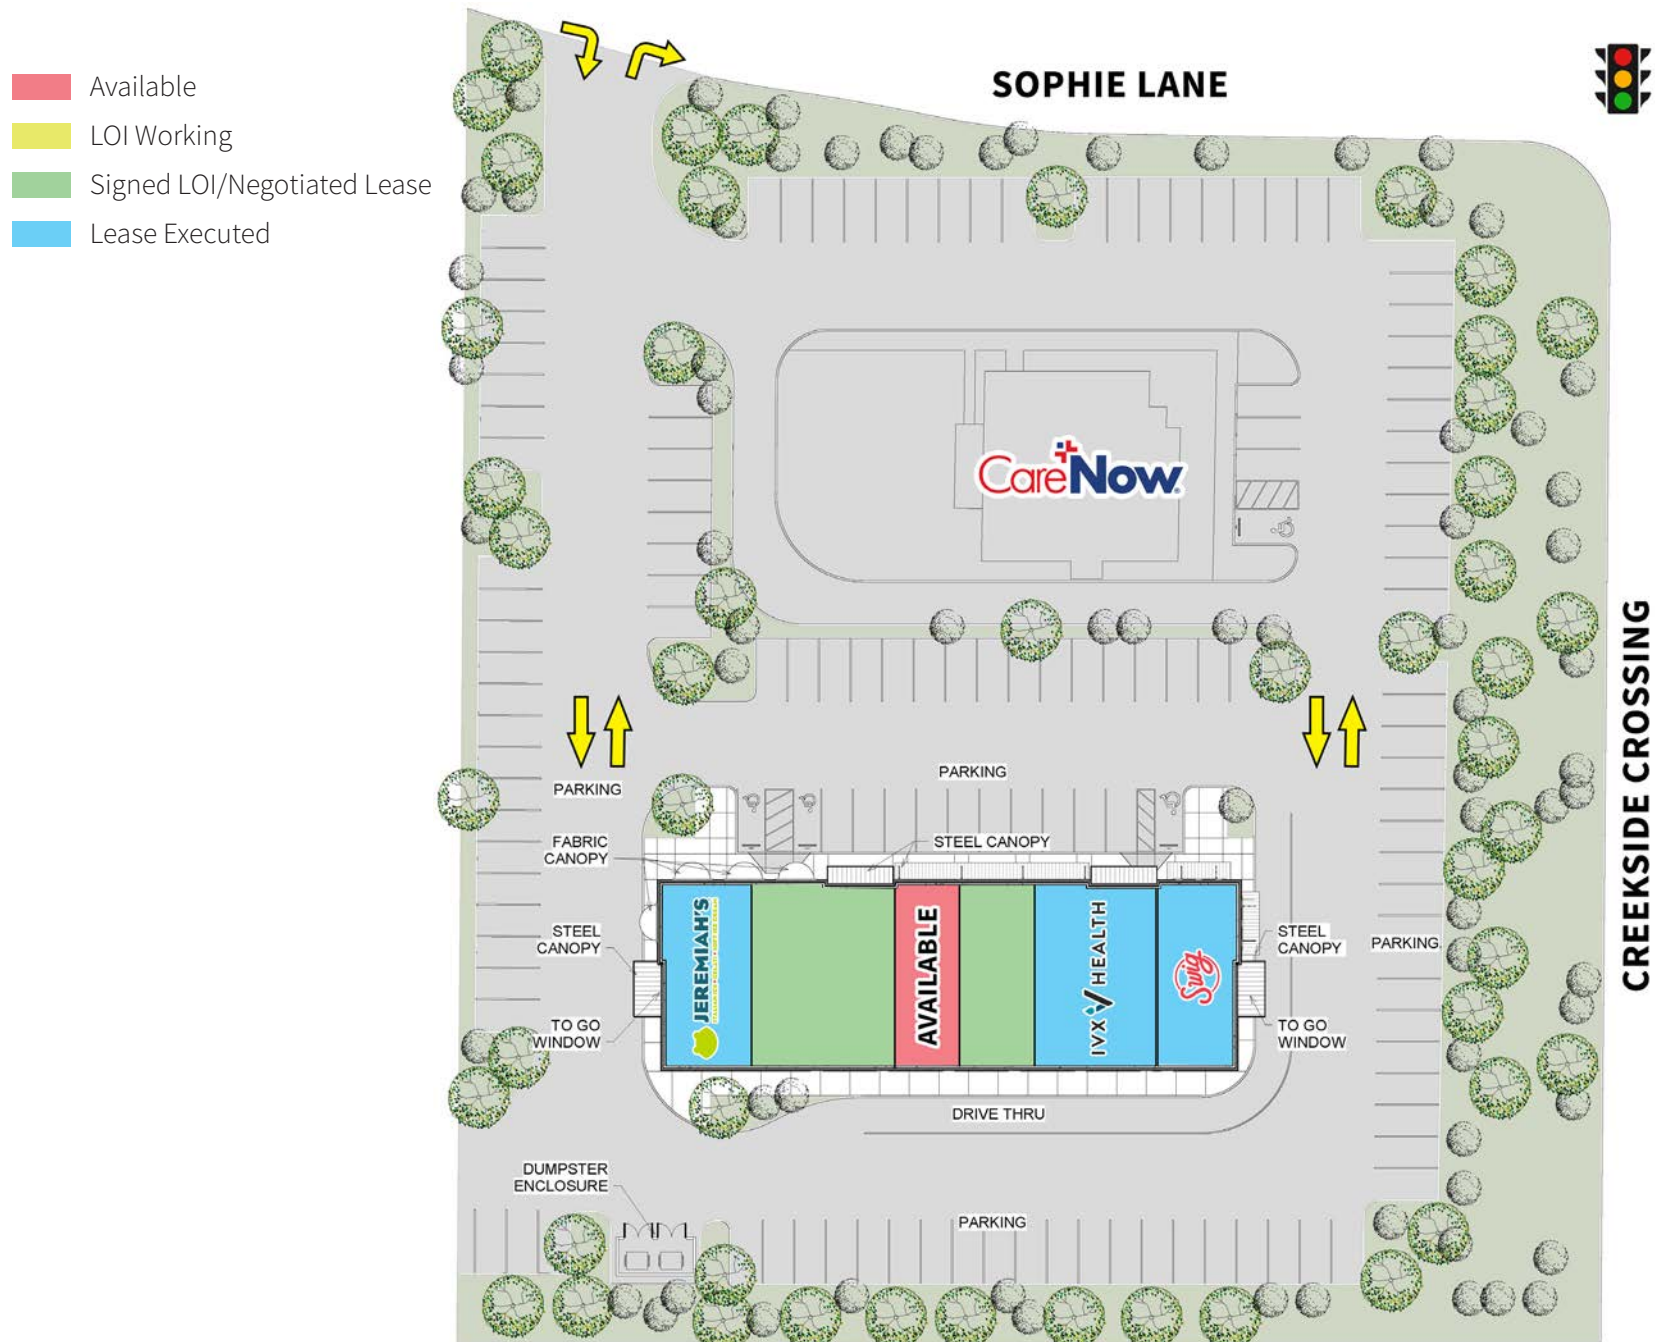 Available
LOI Working
Signed LOI/Negotiated Lease
Lease Executed
SOPHIE LANE
CREEKSIDE CROSSING
CareNow
PARKING
PARKING
FABRIC
CANOPY
STEEL CANOPY
STEEL
CANOPY
TO GO
WINDOW
JEREMIAH'S
AVAILABLE
IVX HEALTH
Swig
STEEL
CANOPY
PARKING
TO GO
WINDOW
DRIVE THRU
DUMPSTER
ENCLOSURE
PARKING